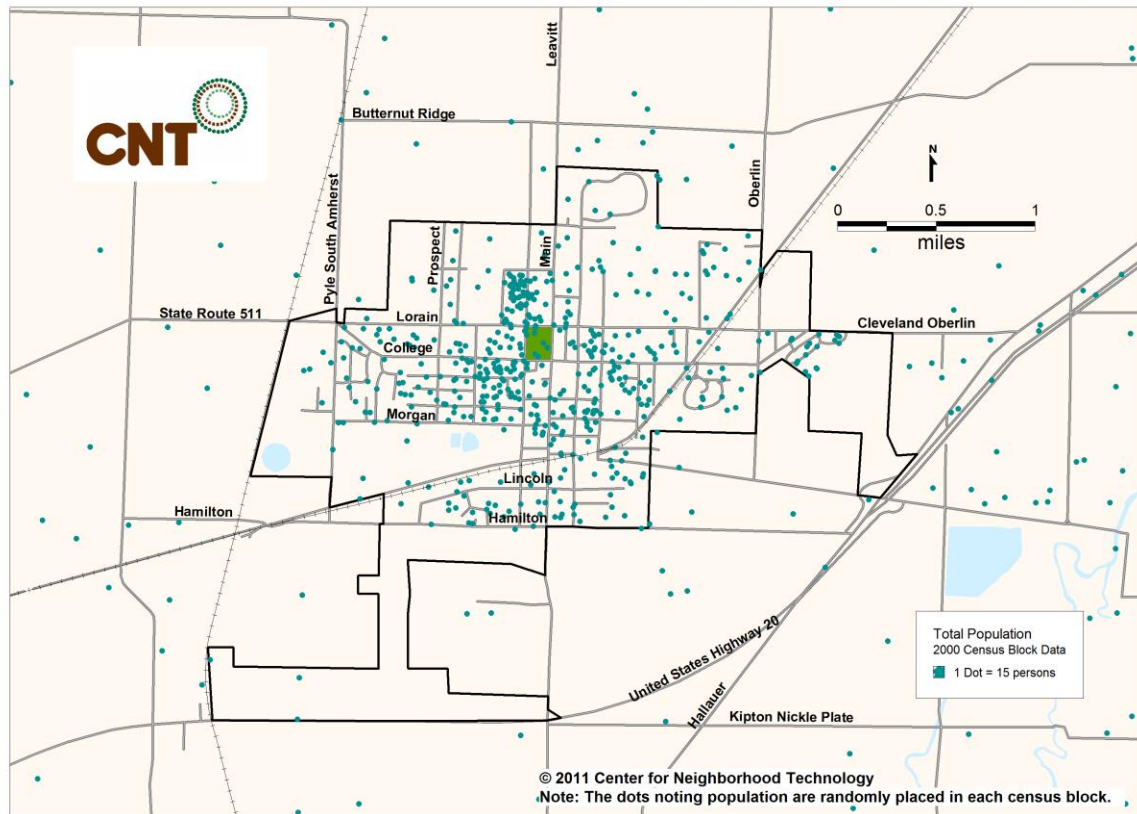 Leavitt
CNT
Butternut Ridge
Pyle South Amherst
Oberlin
N
0 0.5 1
miles
Prospect
Main
State Route 511
Lorain
Cleveland Oberlin
College
Morgan
Lincoln
Hamilton
Hamilton
United States Highway 20
Hallauer
Kipton Nickle Plate
Total Population
2000 Census Block Data
1 Dot = 15 persons
© 2011 Center for Neighborhood Technology
Note: The dots noting population are randomly placed in each census block.